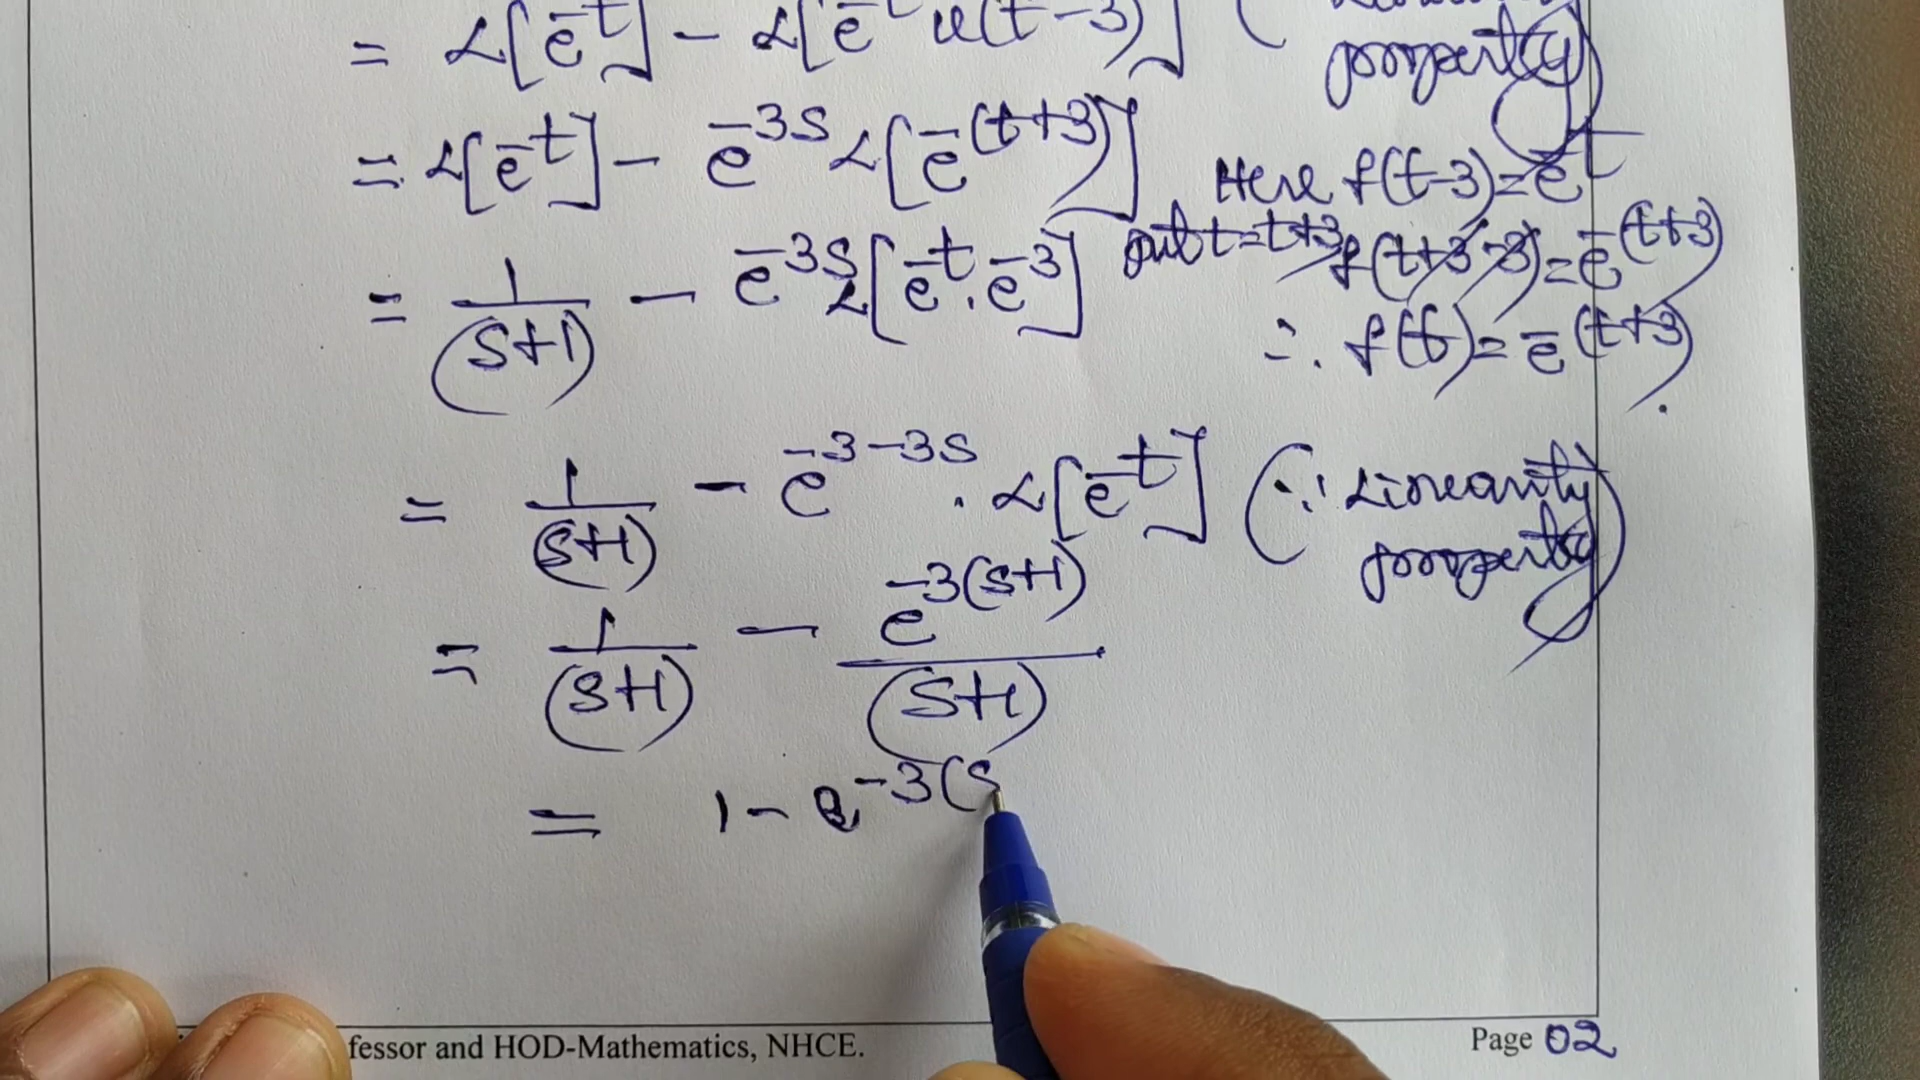 = L[e^-t] - L[e^-t u(t-3)] (
property)
= L[e^-t] - e^-3s L[e^-(t+3)] Here f(t-3)=e^-t
put t=t+3 f(t+3-3)=e^-(t+3)
= 1/(s+1) - e^-3s L[e^-t.e^-3] ∴ f(t)=e^-(t+3).
= 1/(s+1) - e^-3-3s . L[e^-t] (∵ Linearity
property)
= 1/(s+1) - e^-3(s+1)/(s+1)
= 1-e^-3(s
fessor and HOD-Mathematics, NHCE.
Page 02